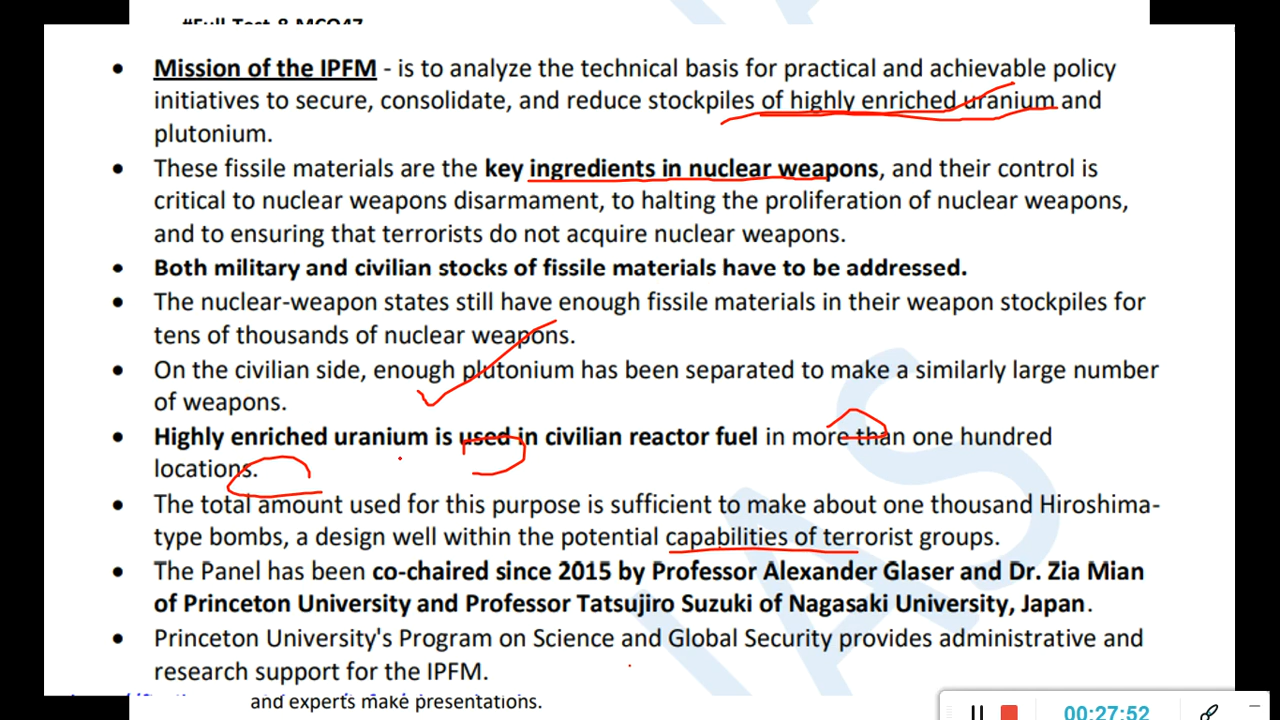 #Full Test 8 MCQ47
• Mission of the IPFM - is to analyze the technical basis for practical and achievable policy
initiatives to secure, consolidate, and reduce stockpiles of highly enriched uranium and
plutonium.
• These fissile materials are the key ingredients in nuclear weapons, and their control is
critical to nuclear weapons disarmament, to halting the proliferation of nuclear weapons,
and to ensuring that terrorists do not acquire nuclear weapons.
• Both military and civilian stocks of fissile materials have to be addressed.
• The nuclear-weapon states still have enough fissile materials in their weapon stockpiles for
tens of thousands of nuclear weapons.
• On the civilian side, enough plutonium has been separated to make a similarly large number
of weapons.
• Highly enriched uranium is used in civilian reactor fuel in more than one hundred
locations.
• The total amount used for this purpose is sufficient to make about one thousand Hiroshima-
type bombs, a design well within the potential capabilities of terrorist groups.
• The Panel has been co-chaired since 2015 by Professor Alexander Glaser and Dr. Zia Mian
of Princeton University and Professor Tatsujiro Suzuki of Nagasaki University, Japan.
• Princeton University's Program on Science and Global Security provides administrative and
research support for the IPFM.
and experts make presentations.
00:27:52
IAS